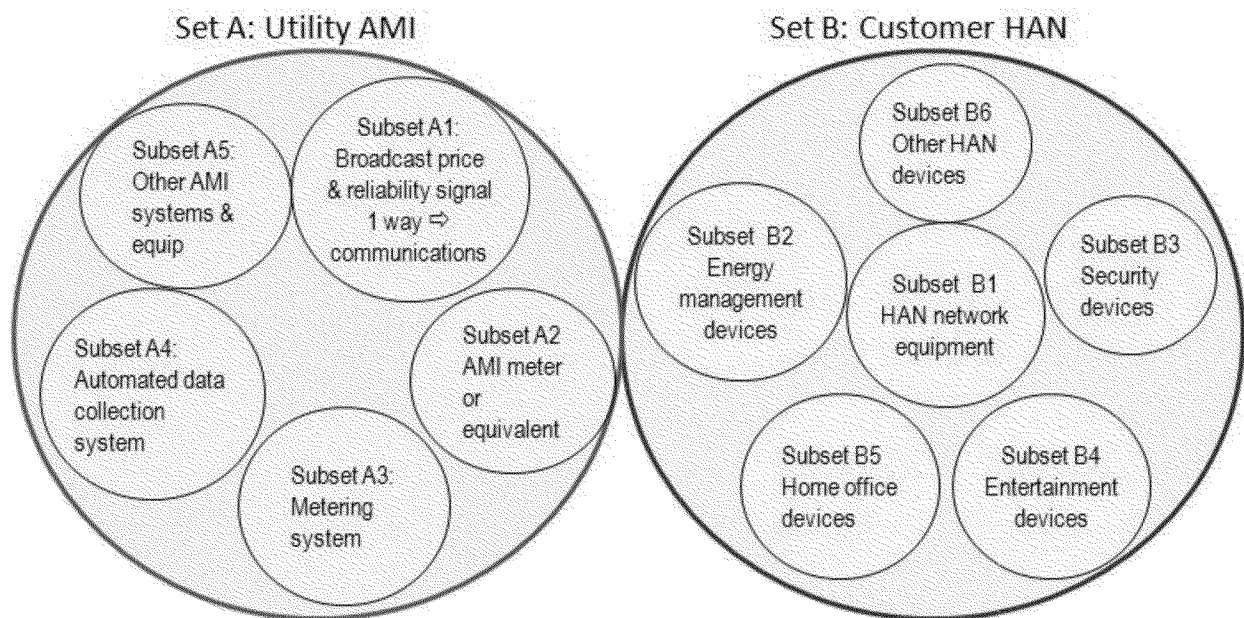 Set A: Utility AMI
Subset A1:
Broadcast price
& reliability signal
1 way ⇨
communications
Subset A5:
Other AMI
systems &
equip
Subset A4:
Automated data
collection
system
Subset A2
AMI meter
or
equivalent
Subset A3:
Metering
system
Set B: Customer HAN
Subset B6
Other HAN
devices
Subset B2
Energy
management
devices
Subset B1
HAN network
equipment
Subset B3
Security
devices
Subset B5
Home office
devices
Subset B4
Entertainment
devices